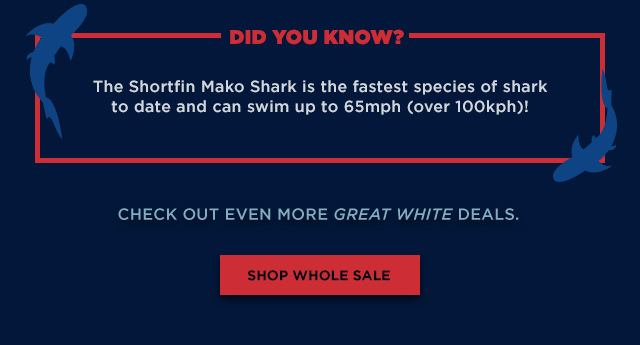 DID YOU KNOW?
The Shortfin Mako Shark is the fastest species of shark
to date and can swim up to 65mph (over 100kph)!
CHECK OUT EVEN MORE GREAT WHITE DEALS.
SHOP WHOLE SALE